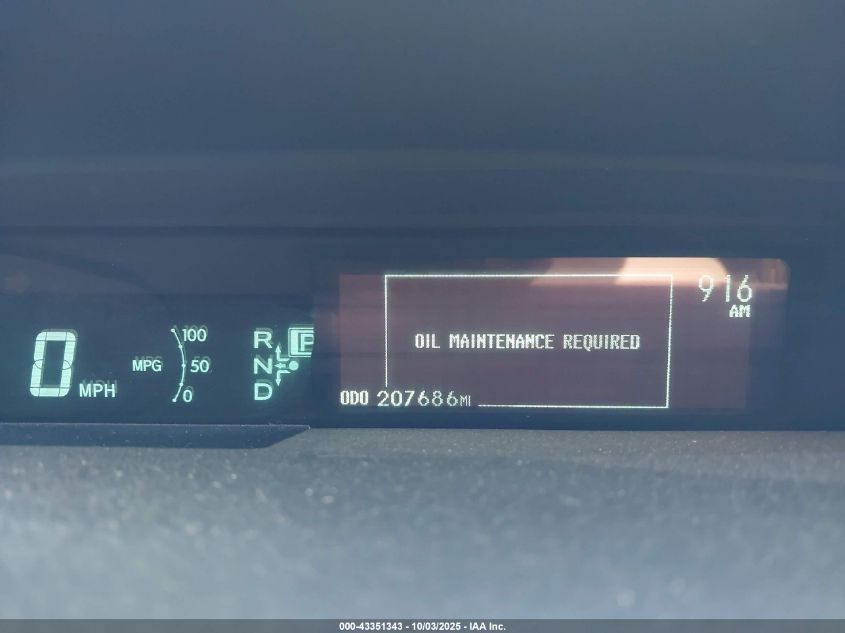 0 MPH
MPG
100
50
0
R
N
D
P
OIL MAINTENANCE REQUIRED
916
AM
ODO 207686MI
000-43351343 - 10/03/2025 - IAA Inc.